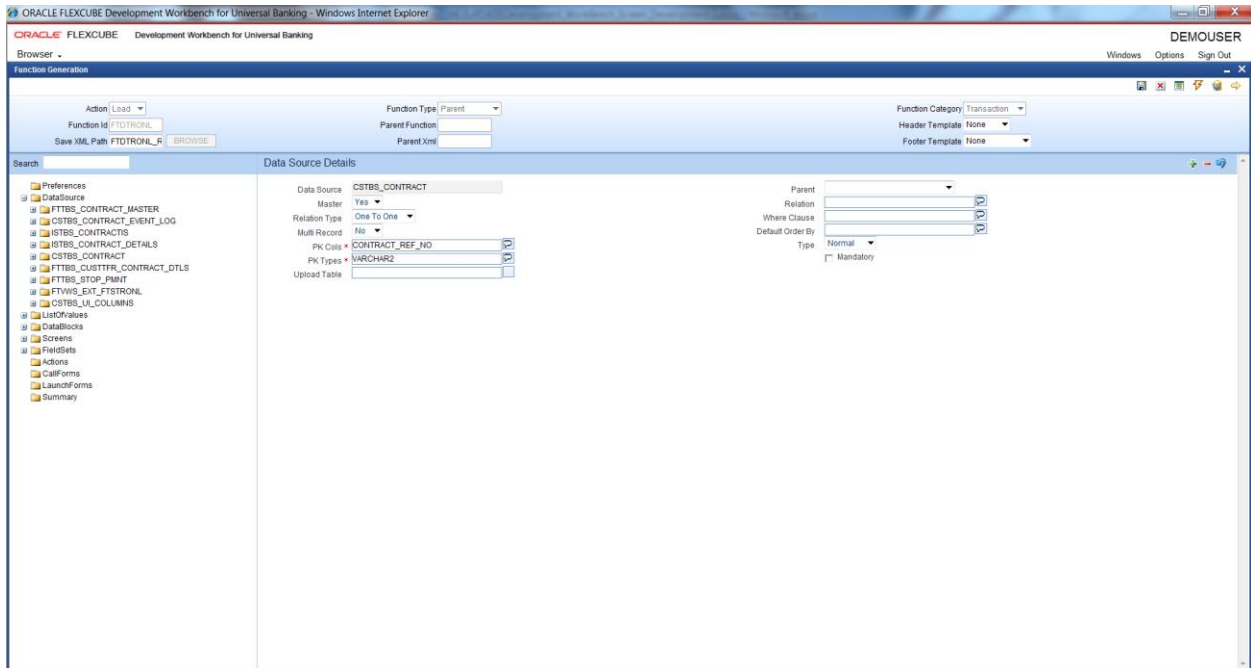 ORACLE FLEXCUBE Development Workbench for Universal Banking - Windows Internet Explorer
ORACLE FLEXCUBE Development Workbench for Universal Banking DEMOUSER
Browser Windows Options Sign Out
Function Generation
Action Load Function Type Parent Function Category Transaction
Function Id FTDTRONL Parent Function Header Template None
Save XML Path FTDTRONL_R BROWSE Parent Xml Footer Template None
Search Data Source Details
Preferences
DataSource
FTTBS_CONTRACT_MASTER
CSTBS_CONTRACT_EVENT_LOG
ISTBS_CONTRACTIS
ISTBS_CONTRACT_DETAILS
CSTBS_CONTRACT
FTTBS_CUSTTFR_CONTRACT_DTLS
FTTBS_STOP_PMNT
FTVWS_EXT_FTSTRONL
CSTBS_UI_COLUMNS
ListOfValues
DataBlocks
Screens
FieldSets
Actions
CallForms
LaunchForms
Summary
Data Source CSTBS_CONTRACT
Master Yes
Relation Type One To One
Multi Record No
PK Cols * CONTRACT_REF_NO
PK Types * VARCHAR2
Upload Table
Parent
Relation
Where Clause
Default Order By
Type Normal
Mandatory